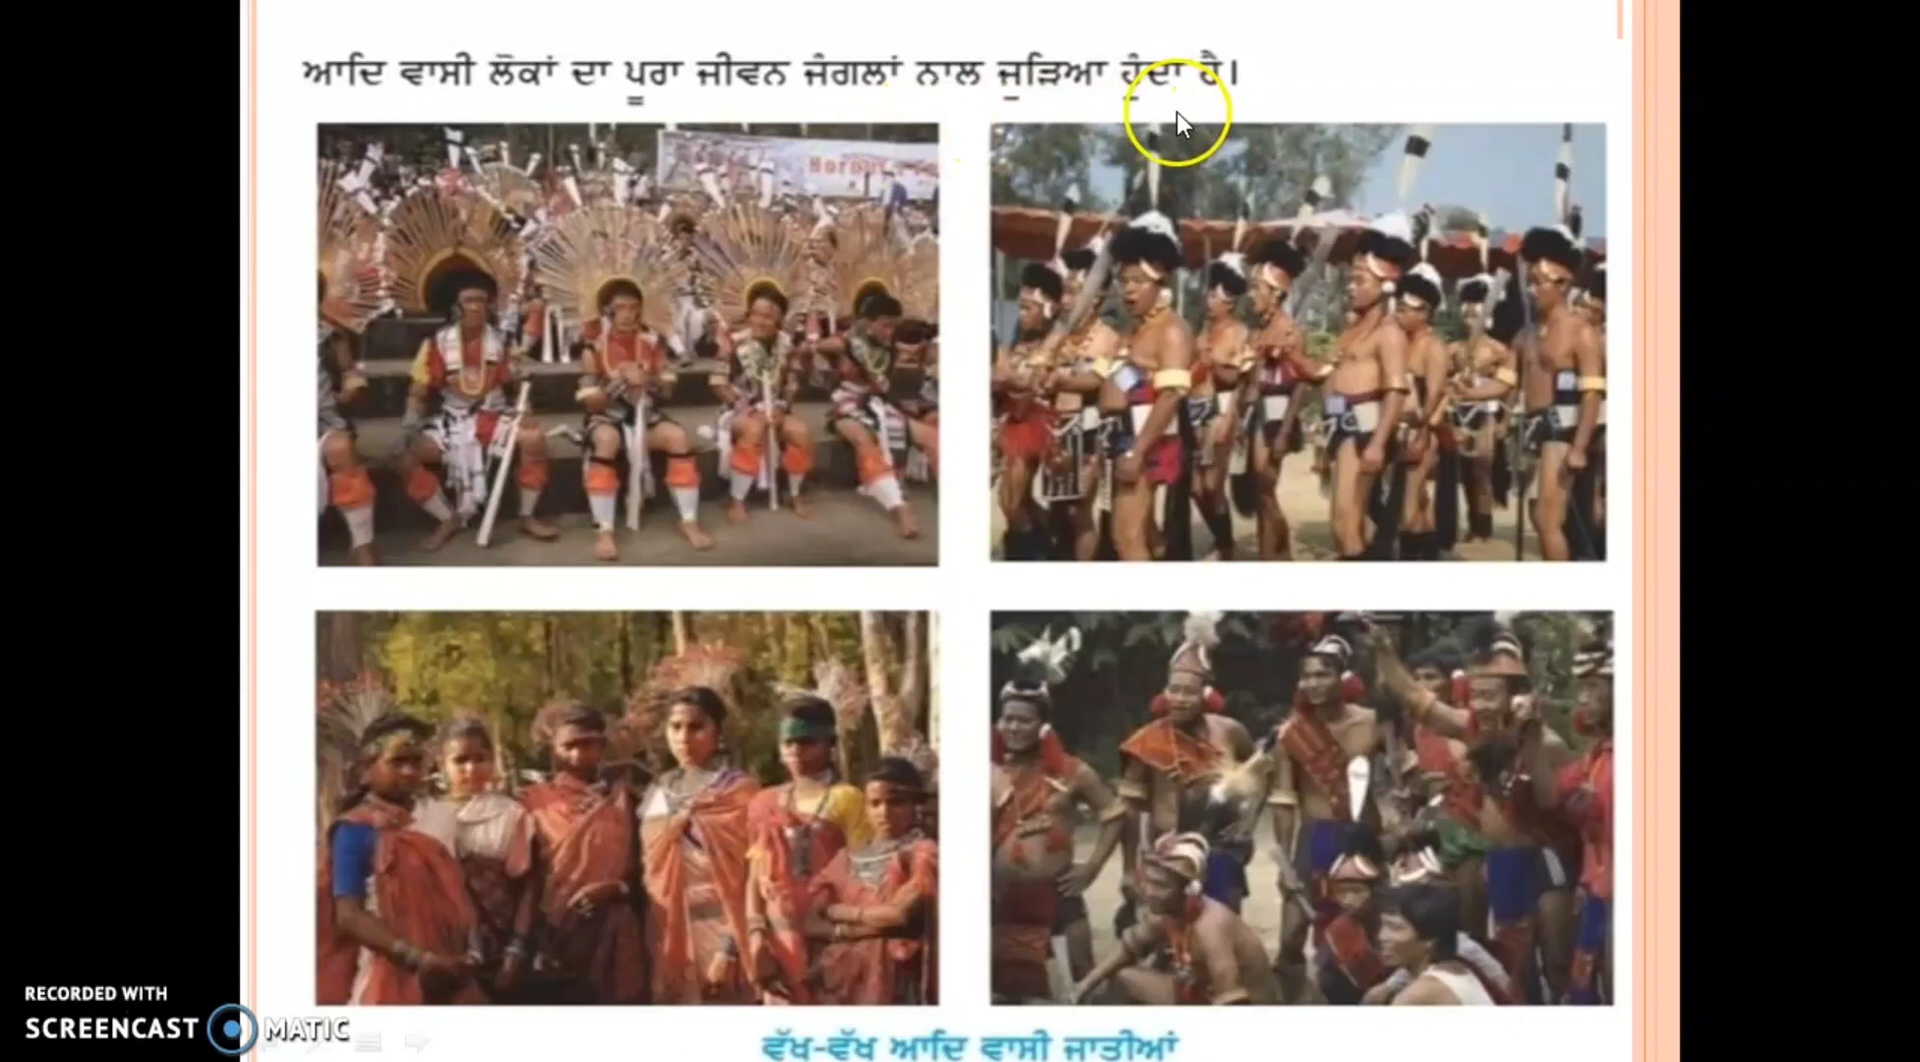 ਆਦਿ ਵਾਸੀ ਲੋਕਾਂ ਦਾ ਪੂਰਾ ਜੀਵਨ ਜੰਗਲਾਂ ਨਾਲ ਜੁੜਿਆ ਹੁੰਦਾ ਹੈ।
ਵੱਖ-ਵੱਖ ਆਦਿ ਵਾਸੀ ਜਾਤੀਆਂ
RECORDED WITH
SCREENCAST MATIC